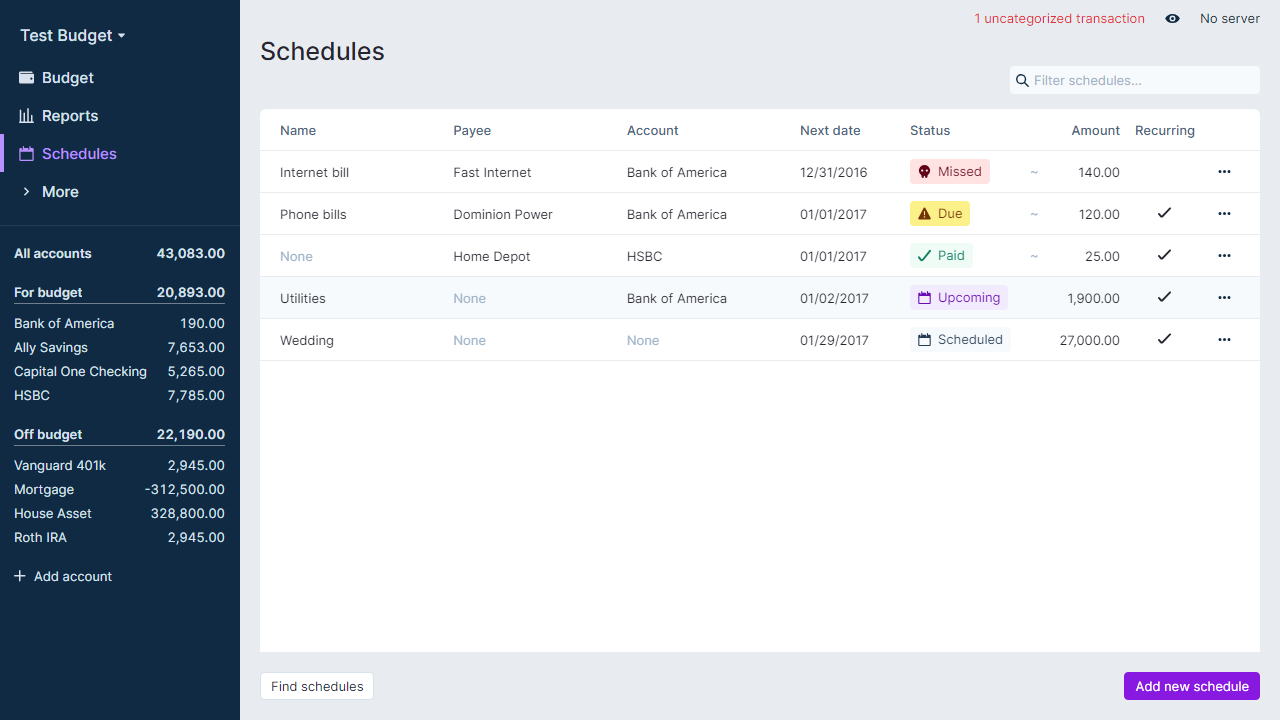 Test Budget
Budget
Reports
Schedules
More
All accounts 43,083.00
For budget 20,893.00
Bank of America 190.00
Ally Savings 7,653.00
Capital One Checking 5,265.00
HSBC 7,785.00
Off budget 22,190.00
Vanguard 401k 2,945.00
Mortgage -312,500.00
House Asset 328,800.00
Roth IRA 2,945.00
Add account
1 uncategorized transaction No server
Schedules
Filter schedules...
Name Payee Account Next date Status Amount Recurring
Internet bill Fast Internet Bank of America 12/31/2016 Missed ~ 140.00
Phone bills Dominion Power Bank of America 01/01/2017 Due ~ 120.00
None Home Depot HSBC 01/01/2017 Paid ~ 25.00
Utilities None Bank of America 01/02/2017 Upcoming 1,900.00
Wedding None None 01/29/2017 Scheduled 27,000.00
Find schedules Add new schedule